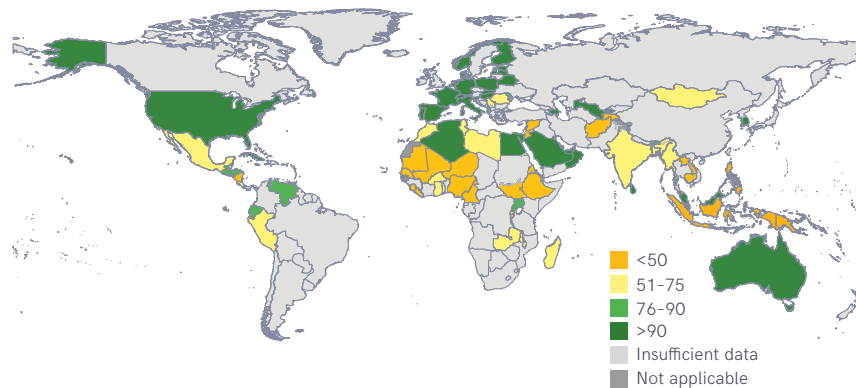 <50
51–75
76–90
>90
Insufficient data
Not applicable